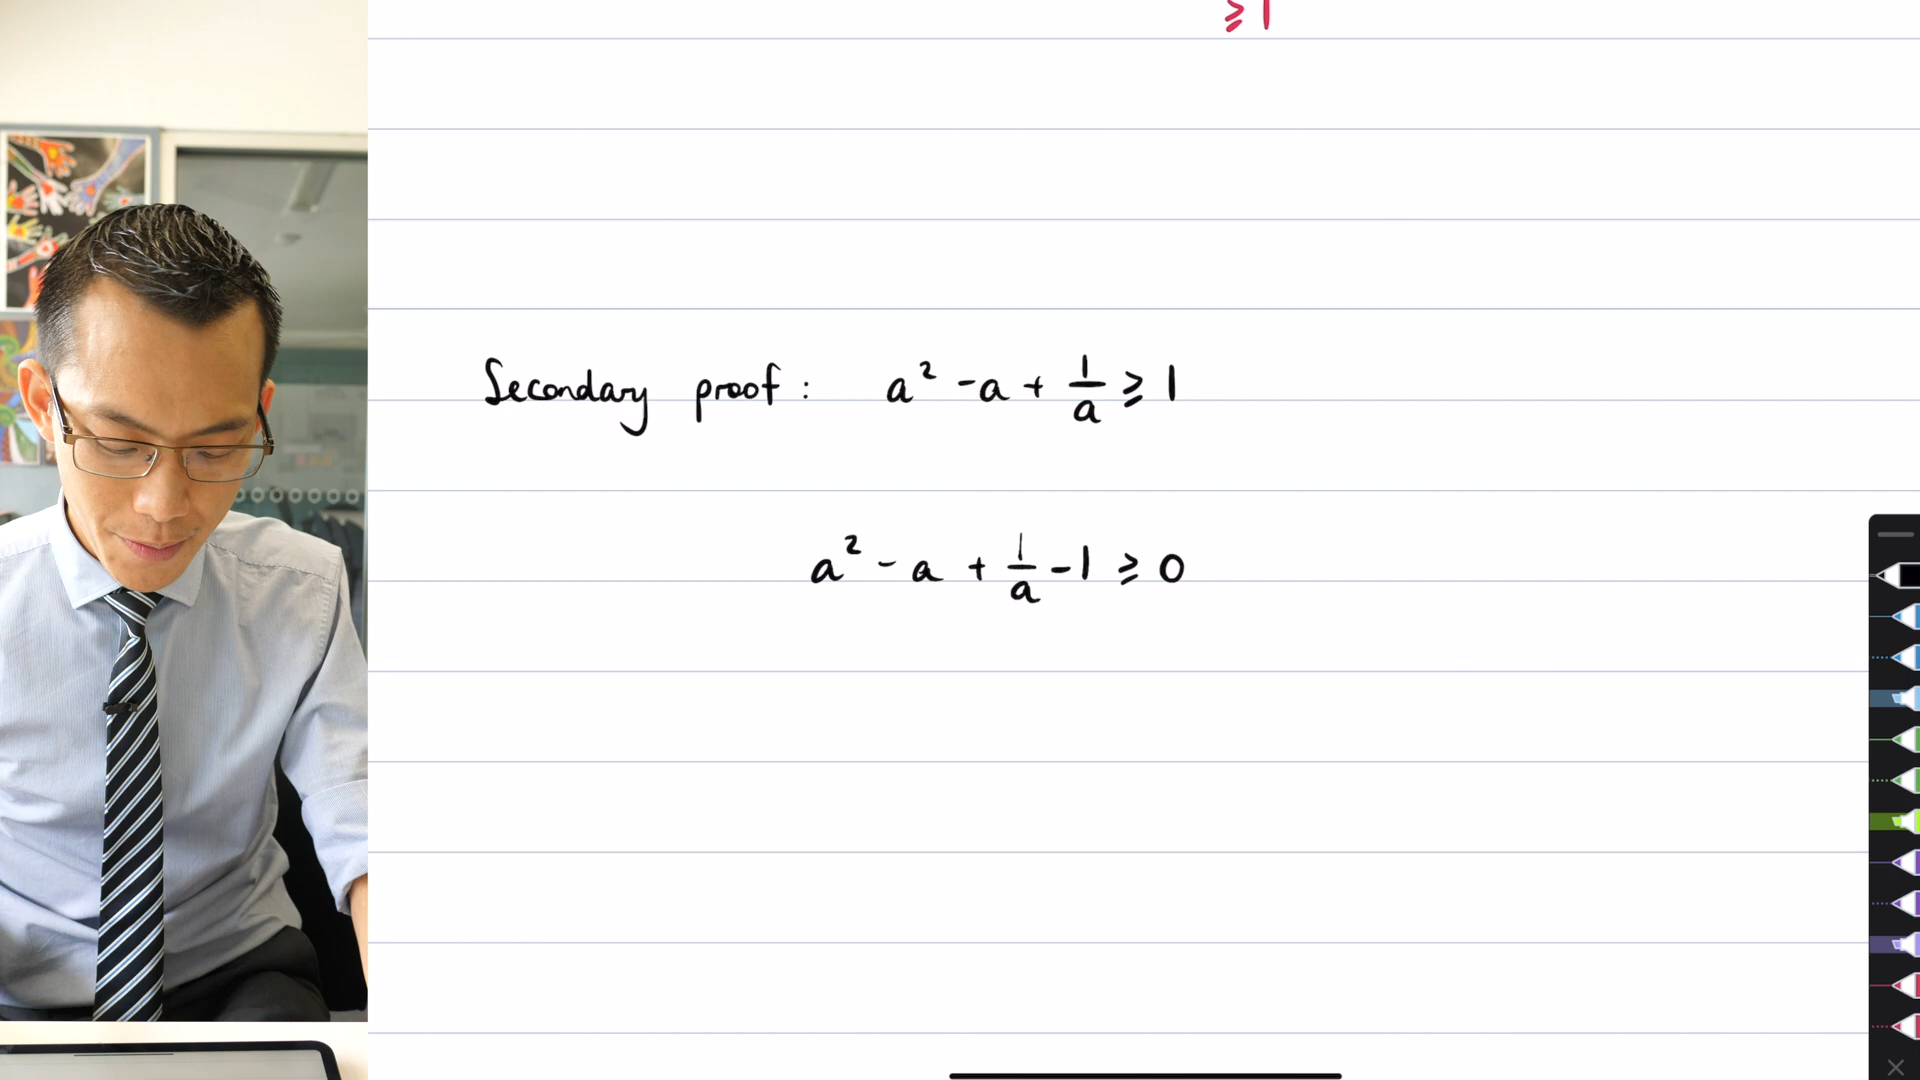 ≥ 1
Secondary proof : a² - a + 1/a ≥ 1
a² - a + 1/a - 1 ≥ 0